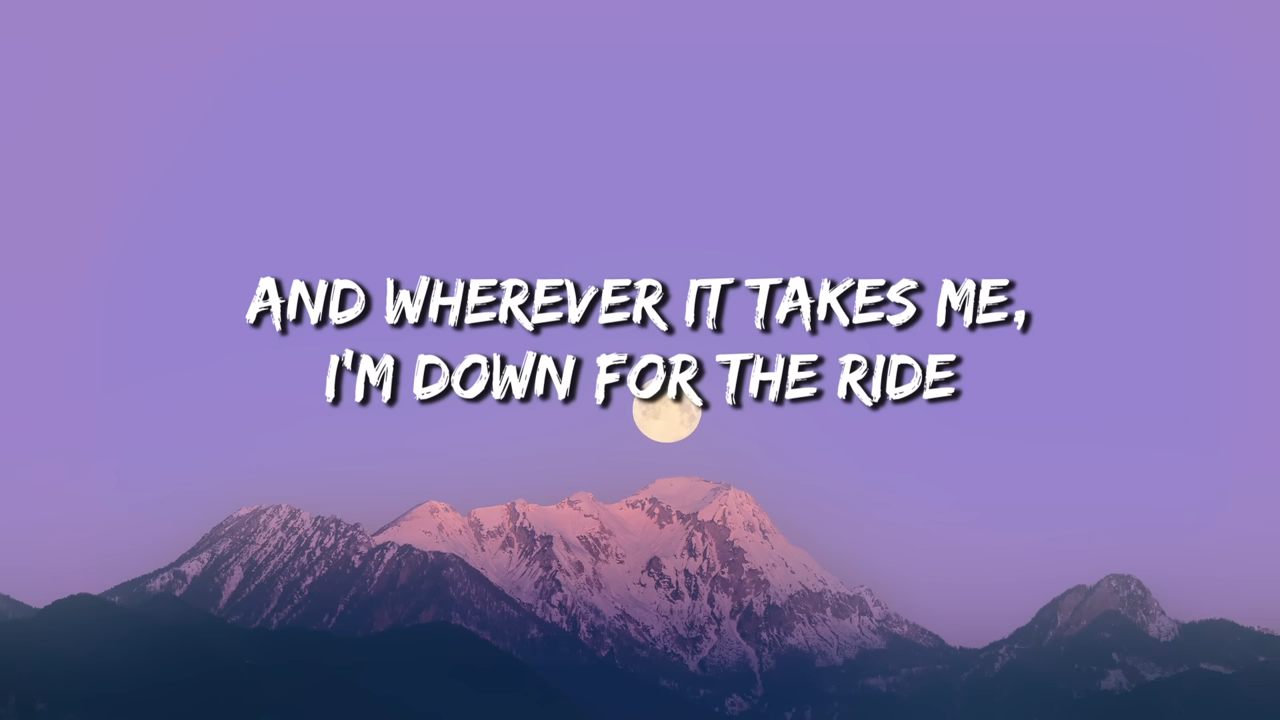 AND WHEREVER IT TAKES ME,
I'M DOWN FOR THE RIDE